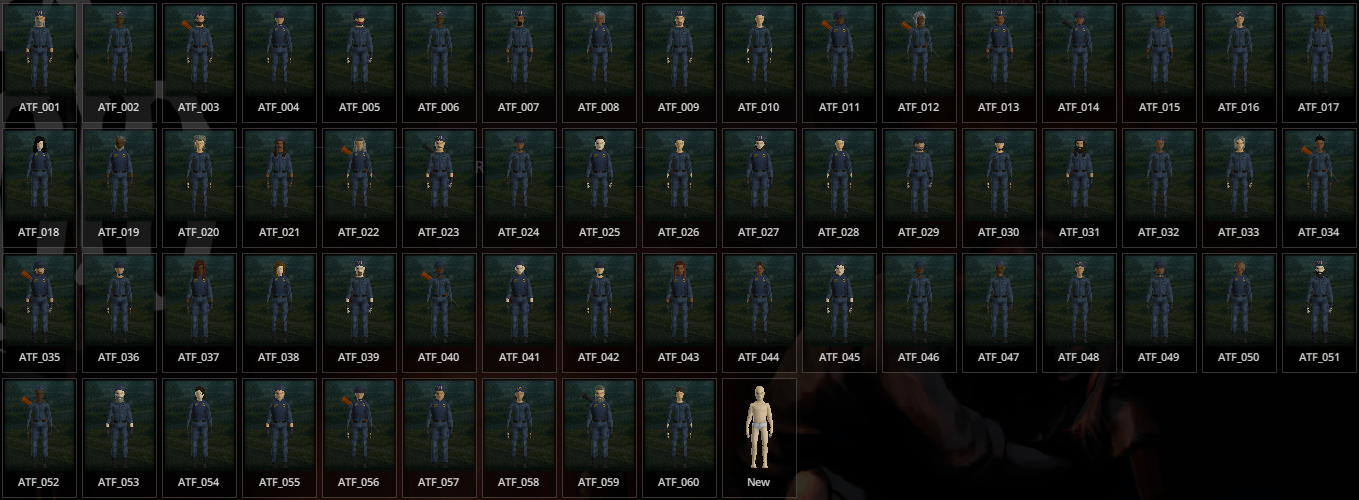 ATF_001 ATF_002 ATF_003 ATF_004 ATF_005 ATF_006 ATF_007 ATF_008 ATF_009 ATF_010 ATF_011 ATF_012 ATF_013 ATF_014 ATF_015 ATF_016 ATF_017
ATF_018 ATF_019 ATF_020 ATF_021 ATF_022 ATF_023 ATF_024 ATF_025 ATF_026 ATF_027 ATF_028 ATF_029 ATF_030 ATF_031 ATF_032 ATF_033 ATF_034
ATF_035 ATF_036 ATF_037 ATF_038 ATF_039 ATF_040 ATF_041 ATF_042 ATF_043 ATF_044 ATF_045 ATF_046 ATF_047 ATF_048 ATF_049 ATF_050 ATF_051
ATF_052 ATF_053 ATF_054 ATF_055 ATF_056 ATF_057 ATF_058 ATF_059 ATF_060 New